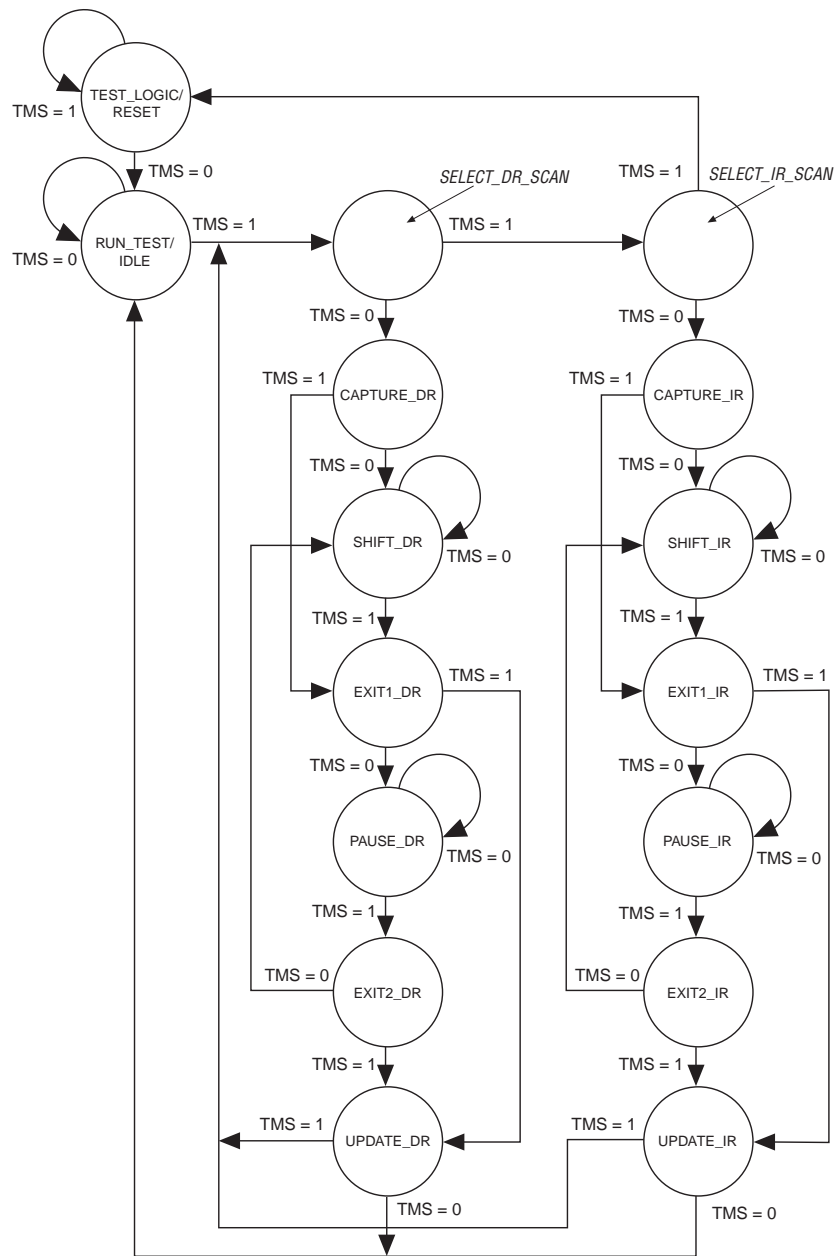 TEST_LOGIC/
RESET
TMS = 1
TMS = 0
SELECT_DR_SCAN
TMS = 1
SELECT_IR_SCAN
TMS = 1
TMS = 1
RUN_TEST/
IDLE
TMS = 0
TMS = 0
TMS = 0
TMS = 1
CAPTURE_DR
TMS = 1
CAPTURE_IR
TMS = 0
TMS = 0
SHIFT_DR
TMS = 0
SHIFT_IR
TMS = 0
TMS = 1
TMS = 1
EXIT1_DR
TMS = 1
EXIT1_IR
TMS = 1
TMS = 0
TMS = 0
PAUSE_DR
TMS = 0
PAUSE_IR
TMS = 0
TMS = 1
TMS = 1
TMS = 0
EXIT2_DR
TMS = 0
EXIT2_IR
TMS = 1
TMS = 1
TMS = 1
UPDATE_DR
TMS = 1
UPDATE_IR
TMS = 0
TMS = 0